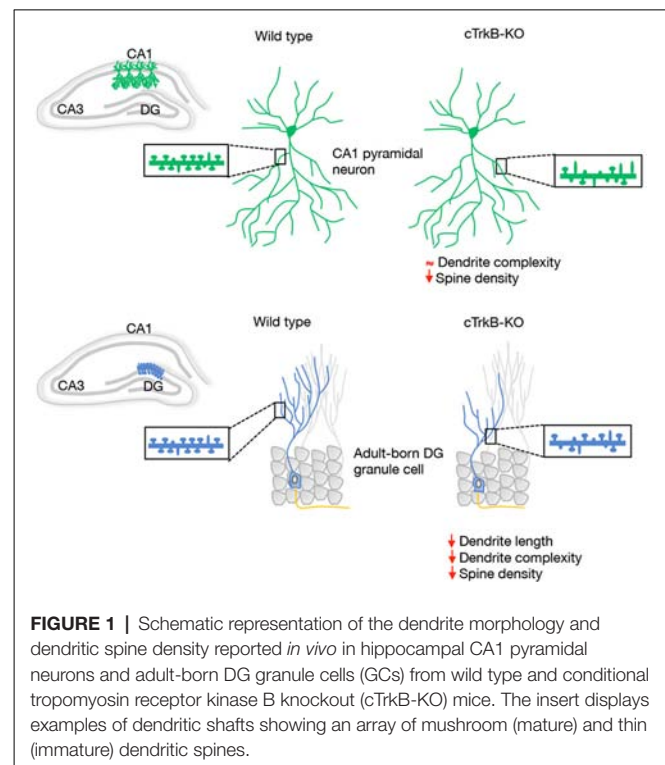 Wild type
cTrkB-KO
CA1
CA3
DG
CA1 pyramidal
neuron
≈ Dendrite complexity
↓ Spine density
Wild type
cTrkB-KO
CA1
CA3
DG
Adult-born DG
granule cell
↓ Dendrite length
↓ Dendrite complexity
↓ Spine density
FIGURE 1 | Schematic representation of the dendrite morphology and
dendritic spine density reported in vivo in hippocampal CA1 pyramidal
neurons and adult-born DG granule cells (GCs) from wild type and conditional
tropomyosin receptor kinase B knockout (cTrkB-KO) mice. The insert displays
examples of dendritic shafts showing an array of mushroom (mature) and thin
(immature) dendritic spines.